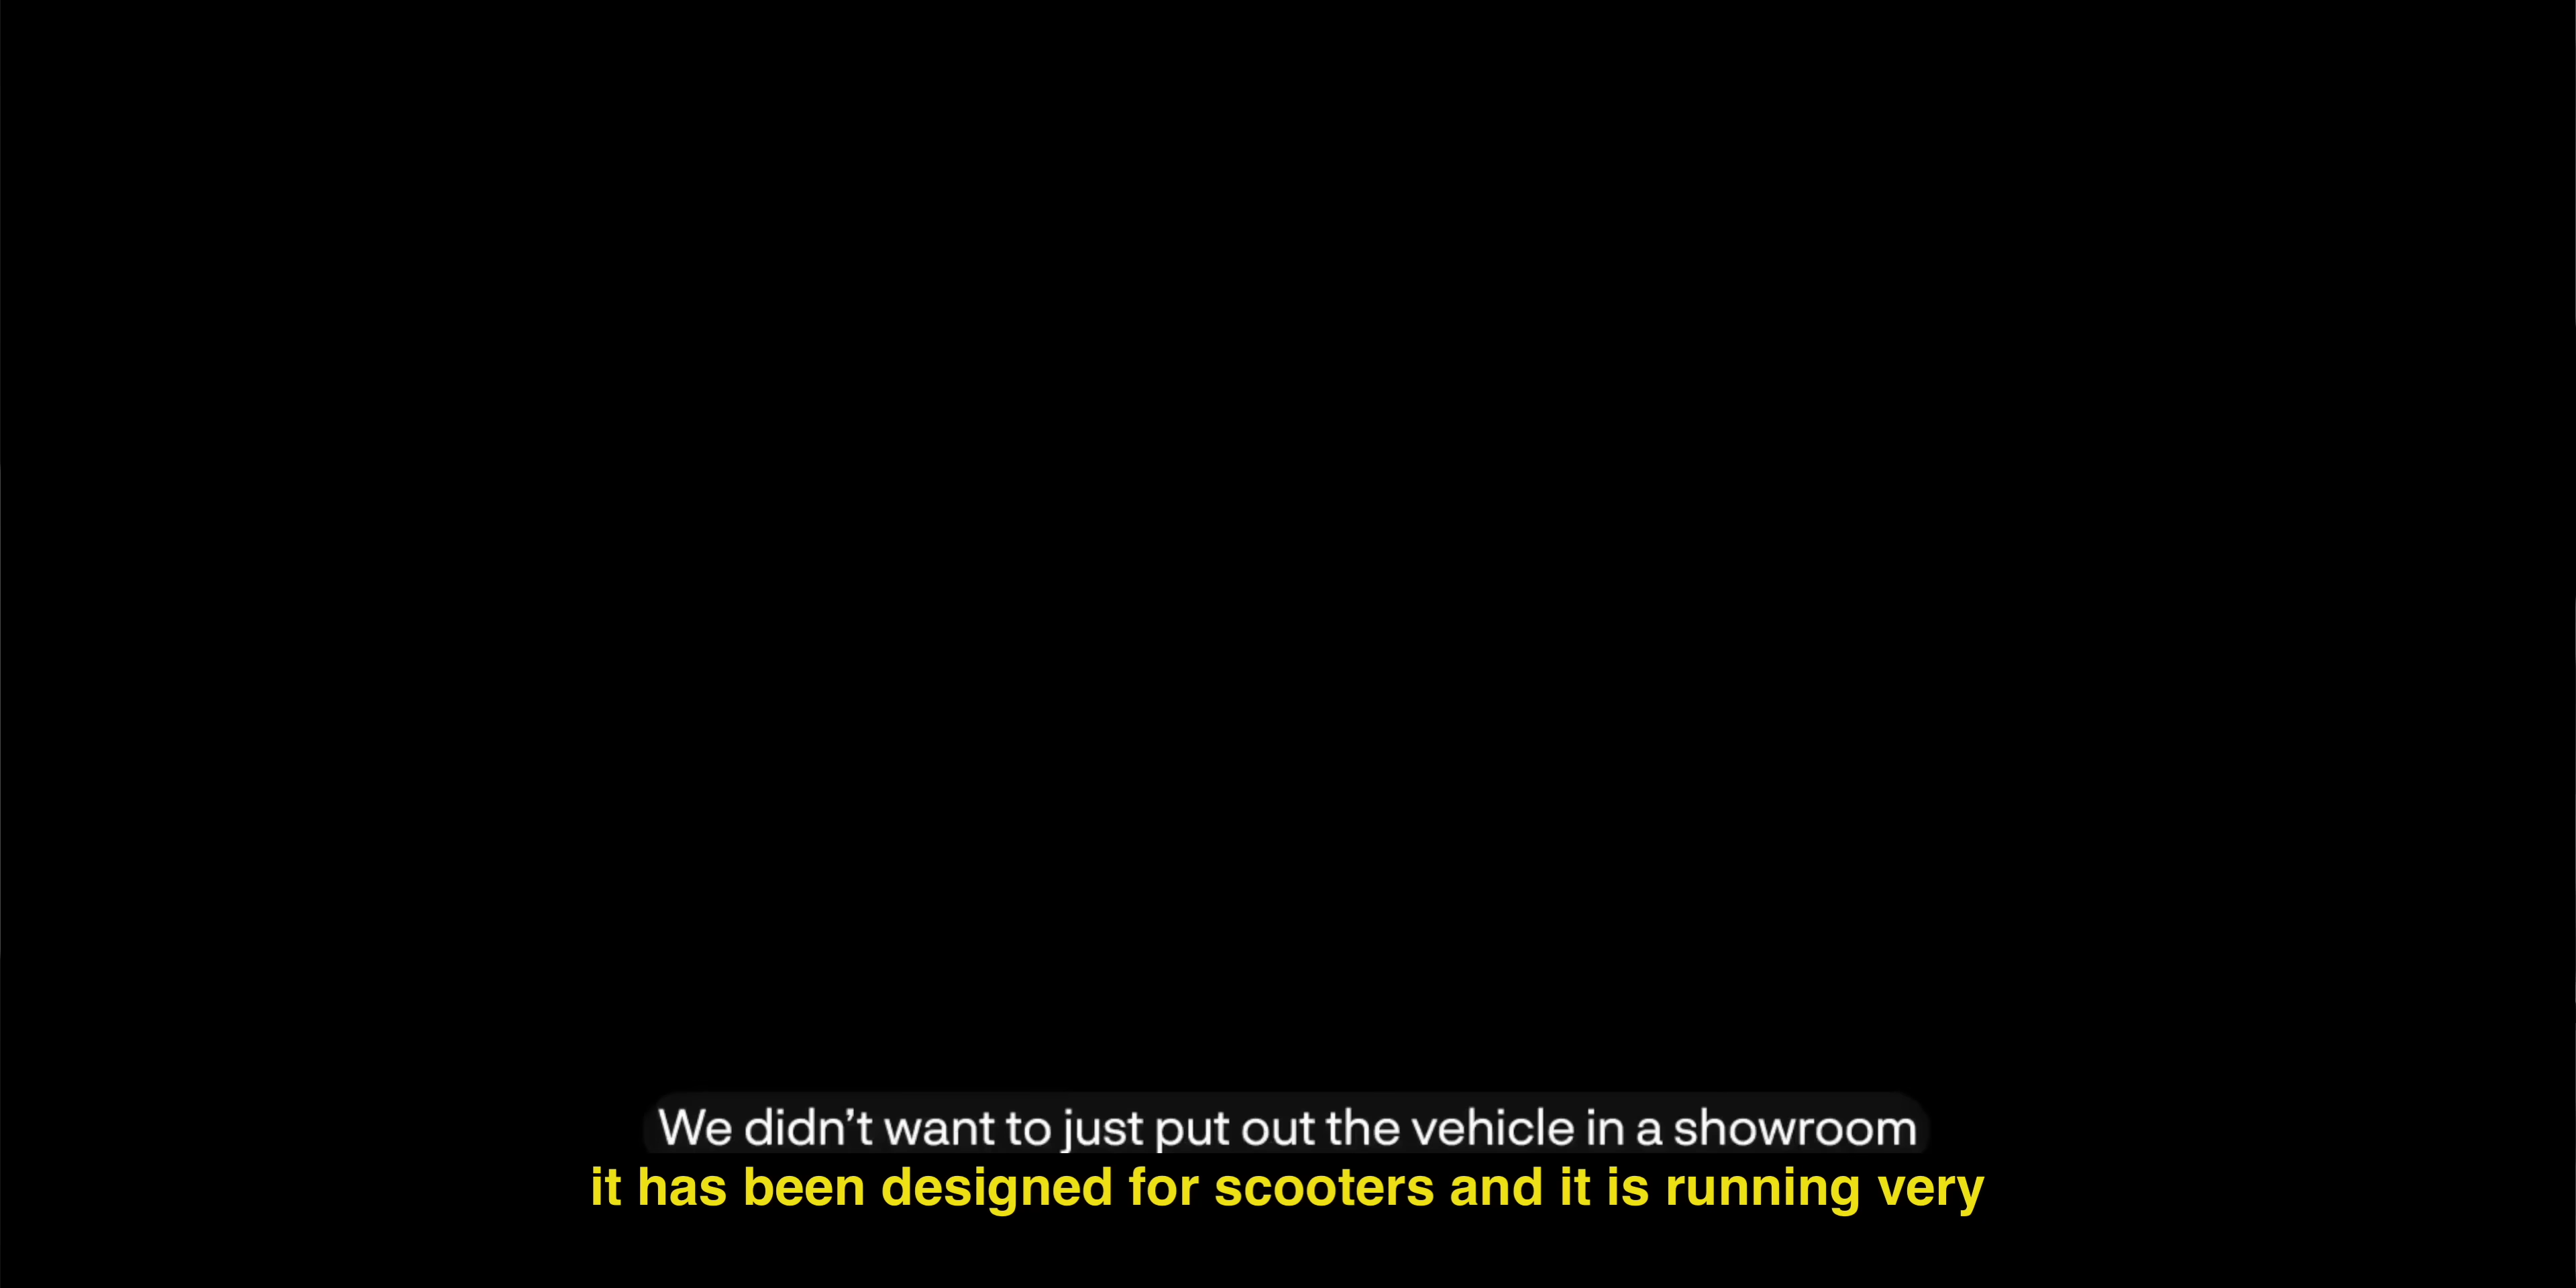 We didn’t want to just put out the vehicle in a showroom
it has been designed for scooters and it is running very